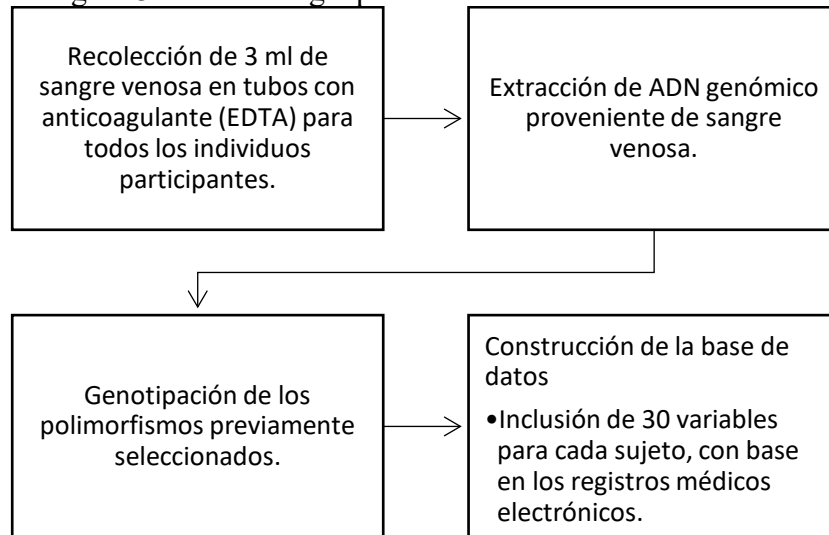 Recolección de 3 ml de
sangre venosa en tubos con
anticoagulante (EDTA) para
todos los individuos
participantes.
Extracción de ADN genómico
proveniente de sangre
venosa.
Genotipación de los
polimorfismos previamente
seleccionados.
Construcción de la base de
datos
•Inclusión de 30 variables
para cada sujeto, con base
en los registros médicos
electrónicos.